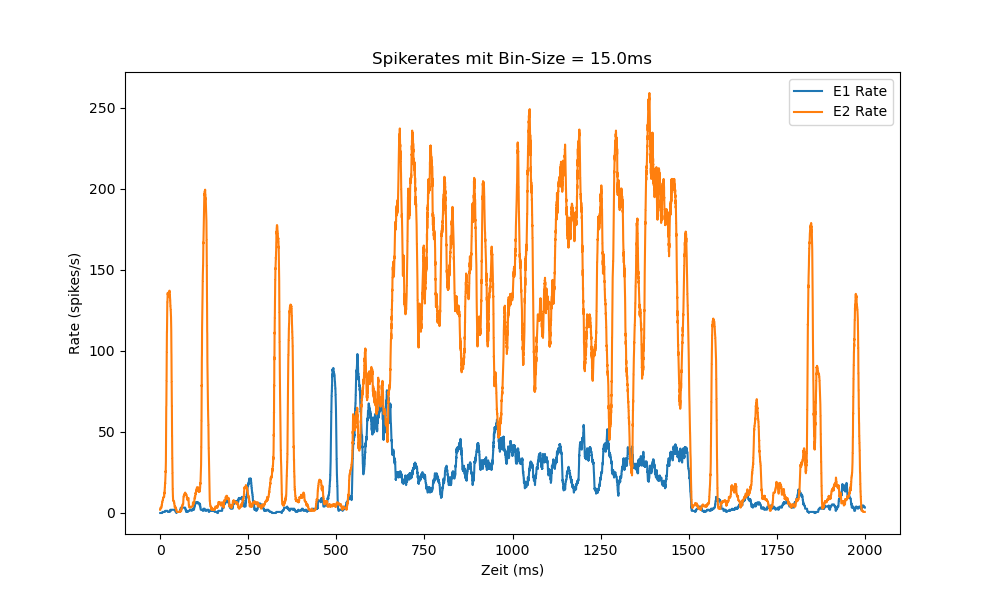 Spikerates mit Bin-Size = 15.0ms
E1 Rate
E2 Rate
Rate (spikes/s)
250
200
150
100
50
0
0 250 500 750 1000 1250 1500 1750 2000
Zeit (ms)